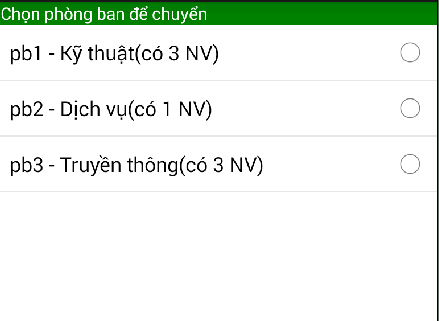 Chọn phòng ban để chuyển
pb1 - Kỹ thuật(có 3 NV)
pb2 - Dịch vụ(có 1 NV)
pb3 - Truyền thông(có 3 NV)